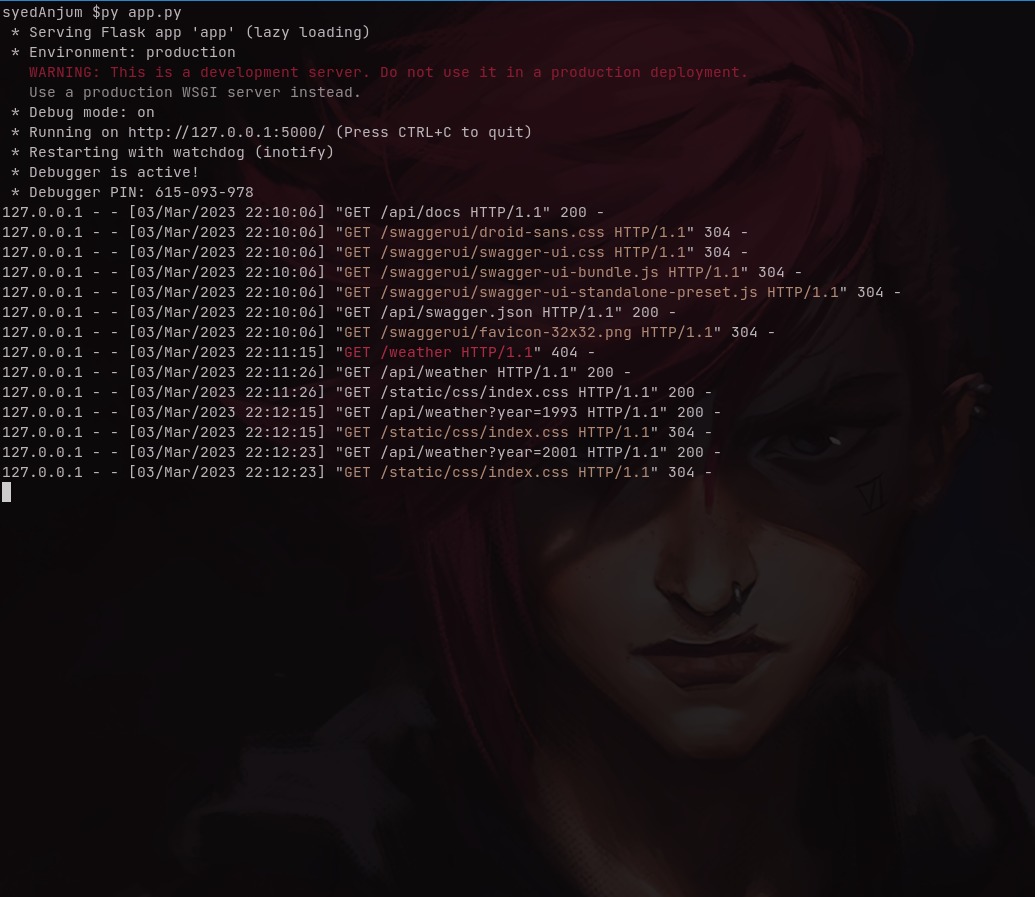 syedAnjum $py app.py
 * Serving Flask app 'app' (lazy loading)
 * Environment: production
   WARNING: This is a development server. Do not use it in a production deployment.
   Use a production WSGI server instead.
 * Debug mode: on
 * Running on http://127.0.0.1:5000/ (Press CTRL+C to quit)
 * Restarting with watchdog (inotify)
 * Debugger is active!
 * Debugger PIN: 615-093-978
127.0.0.1 - - [03/Mar/2023 22:10:06] "GET /api/docs HTTP/1.1" 200 -
127.0.0.1 - - [03/Mar/2023 22:10:06] "GET /swaggerui/droid-sans.css HTTP/1.1" 304 -
127.0.0.1 - - [03/Mar/2023 22:10:06] "GET /swaggerui/swagger-ui.css HTTP/1.1" 304 -
127.0.0.1 - - [03/Mar/2023 22:10:06] "GET /swaggerui/swagger-ui-bundle.js HTTP/1.1" 304 -
127.0.0.1 - - [03/Mar/2023 22:10:06] "GET /swaggerui/swagger-ui-standalone-preset.js HTTP/1.1" 304 -
127.0.0.1 - - [03/Mar/2023 22:10:06] "GET /api/swagger.json HTTP/1.1" 200 -
127.0.0.1 - - [03/Mar/2023 22:10:06] "GET /swaggerui/favicon-32x32.png HTTP/1.1" 304 -
127.0.0.1 - - [03/Mar/2023 22:11:15] "GET /weather HTTP/1.1" 404 -
127.0.0.1 - - [03/Mar/2023 22:11:26] "GET /api/weather HTTP/1.1" 200 -
127.0.0.1 - - [03/Mar/2023 22:11:26] "GET /static/css/index.css HTTP/1.1" 200 -
127.0.0.1 - - [03/Mar/2023 22:12:15] "GET /api/weather?year=1993 HTTP/1.1" 200 -
127.0.0.1 - - [03/Mar/2023 22:12:15] "GET /static/css/index.css HTTP/1.1" 304 -
127.0.0.1 - - [03/Mar/2023 22:12:23] "GET /api/weather?year=2001 HTTP/1.1" 200 -
127.0.0.1 - - [03/Mar/2023 22:12:23] "GET /static/css/index.css HTTP/1.1" 304 -
VI